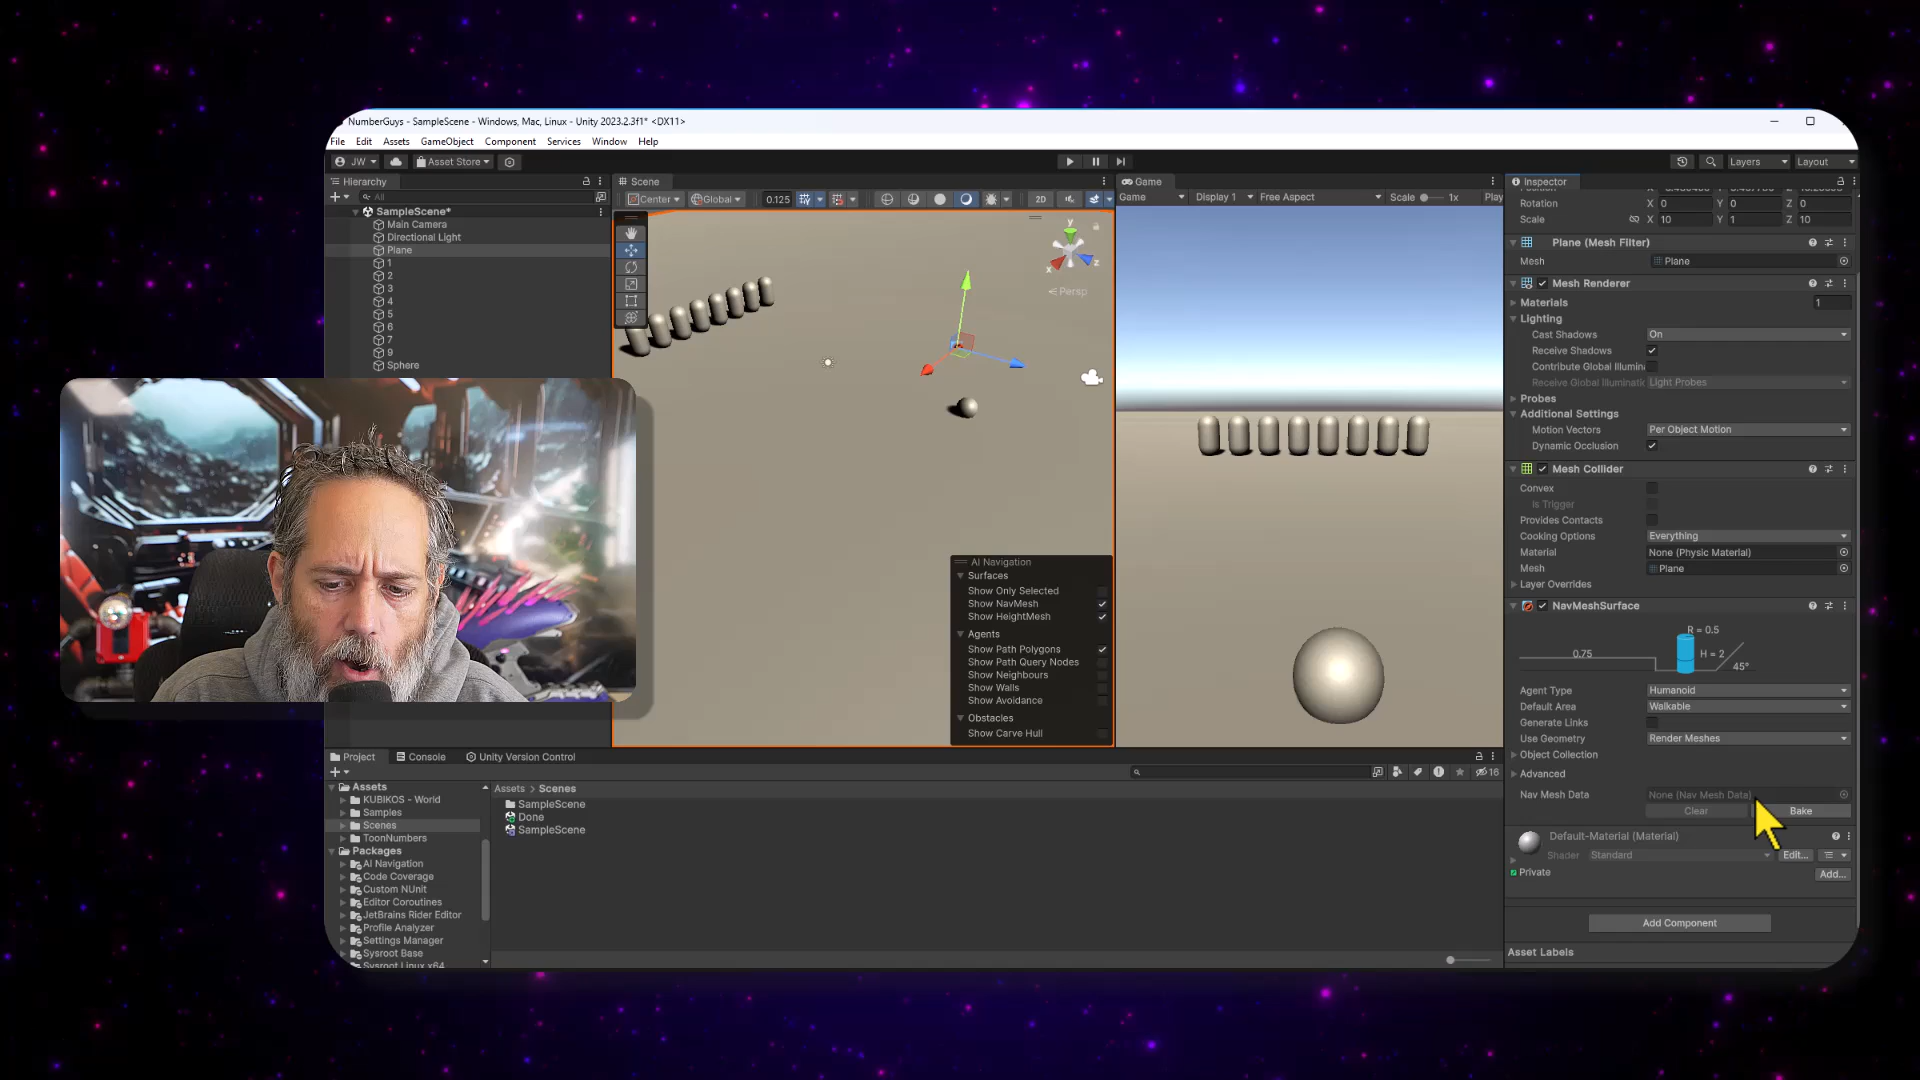 NumberGuys - SampleScene - Windows, Mac, Linux - Unity 2023.2.3f1* <DX11>
File Edit Assets GameObject Component Services Window Help
JW Asset Store Layers Layout
Hierarchy
All
SampleScene*
Main Camera
Directional Light
Plane
1
2
3
4
5
6
7
9
Sphere
Scene
Center Global 0.125 2D
y
x
z
Persp
AI Navigation
Surfaces
Show Only Selected
Show NavMesh
Show HeightMesh
Agents
Show Path Polygons
Show Path Query Nodes
Show Neighbours
Show Walls
Show Avoidance
Obstacles
Show Carve Hull
Game
Game Display 1 Free Aspect Scale 1x Play
Inspector
Rotation X 0 Y 0 Z 0
Scale X 10 Y 1 Z 10
Plane (Mesh Filter)
Mesh Plane
Mesh Renderer
Materials 1
Lighting
Cast Shadows On
Receive Shadows
Contribute Global Illumin
Receive Global Illuminati Light Probes
Probes
Additional Settings
Motion Vectors Per Object Motion
Dynamic Occlusion
Mesh Collider
Convex
Is Trigger
Provides Contacts
Cooking Options Everything
Material None (Physic Material)
Mesh Plane
Layer Overrides
NavMeshSurface
R = 0.5
0.75 H = 2
45°
Agent Type Humanoid
Default Area Walkable
Generate Links
Use Geometry Render Meshes
Object Collection
Advanced
Nav Mesh Data None (Nav Mesh Data)
Clear Bake
Default-Material (Material)
Shader Standard Edit...
Private
Add...
Add Component
Asset Labels
Project Console Unity Version Control
16
Assets
KUBIKOS - World
Samples
Scenes
ToonNumbers
Packages
AI Navigation
Code Coverage
Custom NUnit
Editor Coroutines
JetBrains Rider Editor
Profile Analyzer
Settings Manager
Sysroot Base
Sysroot Linux x64
Assets > Scenes
SampleScene
Done
SampleScene